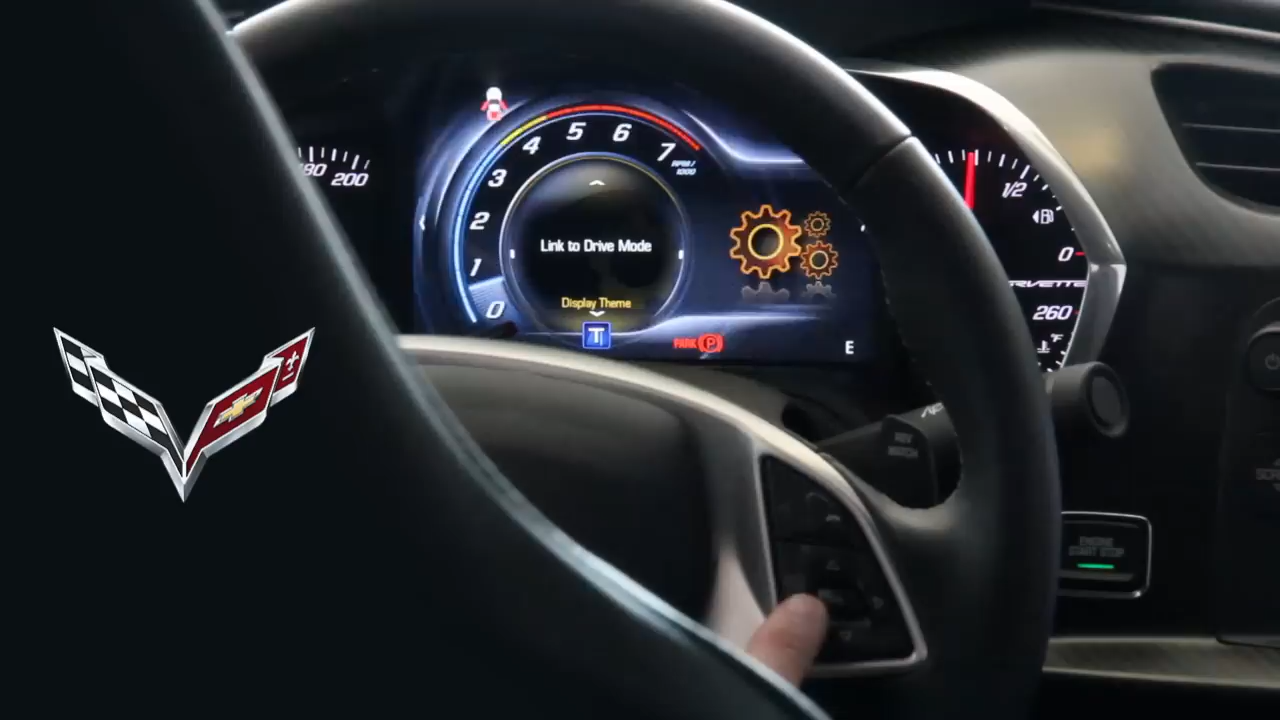 200
0
1
2
3
4
5
6
7
RPM/
1000
Link to Drive Mode
Display Theme
T
PARK P
E
1/2
0
260
°F
ENGINE
START STOP